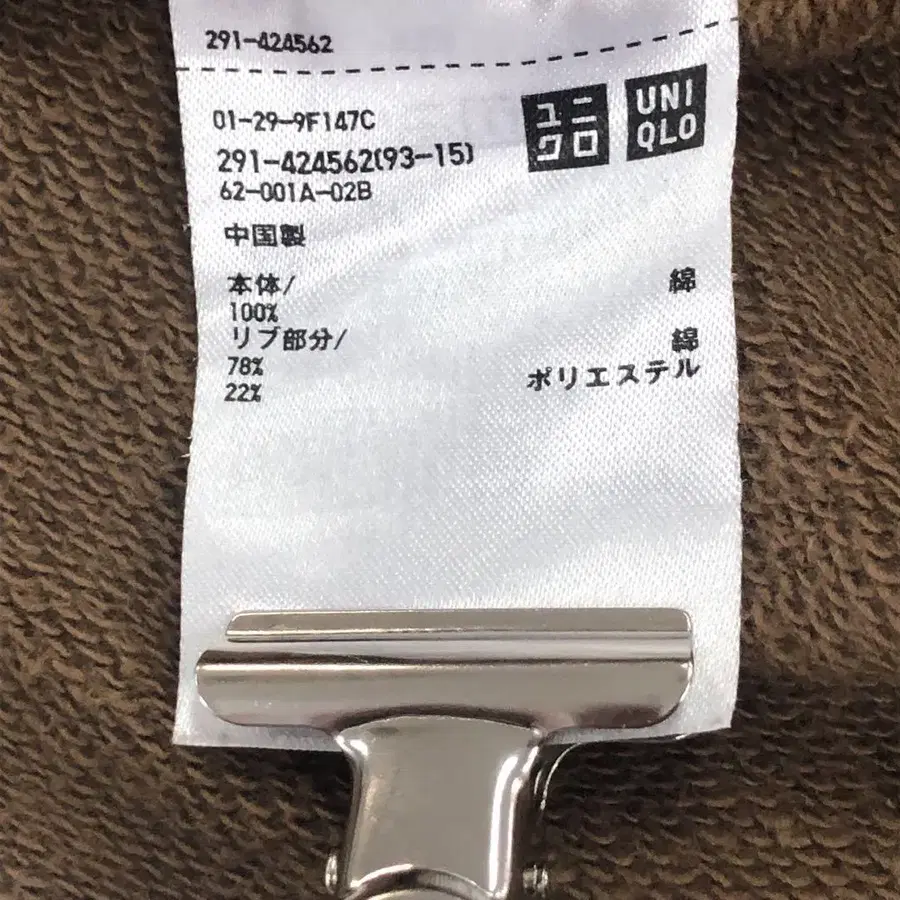 291-424562
01-29-9F147C
291-424562(93-15)
62-001A-02B
ユニ
クロ
UNI
QLO
中国製
本体/ 綿
100%
リブ部分/ 綿
78% ポリエステル
22%